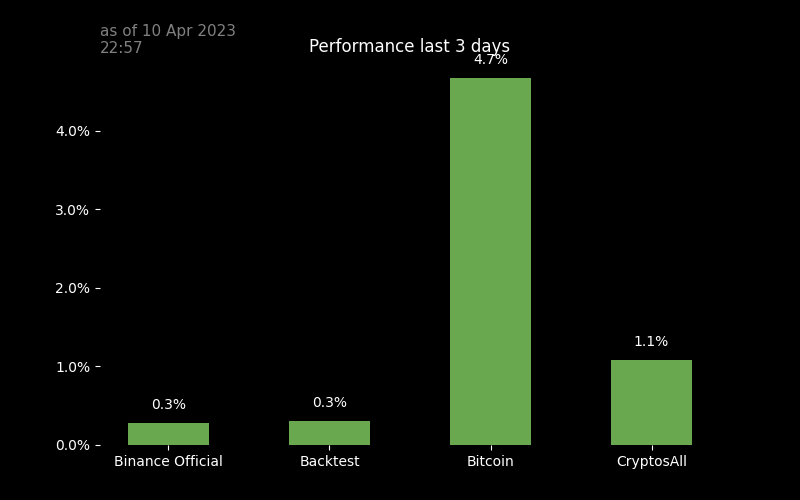 as of 10 Apr 2023
22:57
Performance last 3 days
4.7%
4.0%
3.0%
2.0%
1.1%
1.0%
0.3%
0.3%
0.0%
Binance Official
Backtest
Bitcoin
CryptosAll